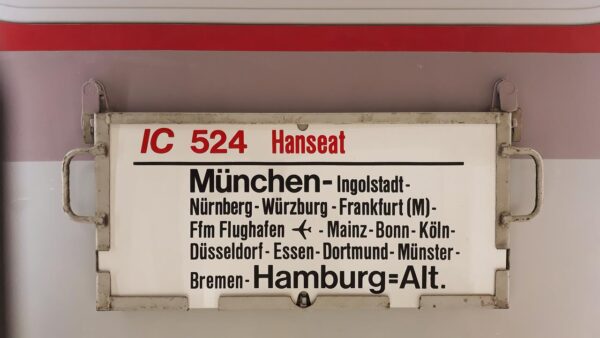 IC 524 Hanseat
München- Ingolstadt-
Nürnberg-Würzburg-Frankfurt (M)-
Ffm Flughafen ✈ -Mainz-Bonn-Köln-
Düsseldorf-Essen-Dortmund-Münster-
Bremen-Hamburg=Alt.